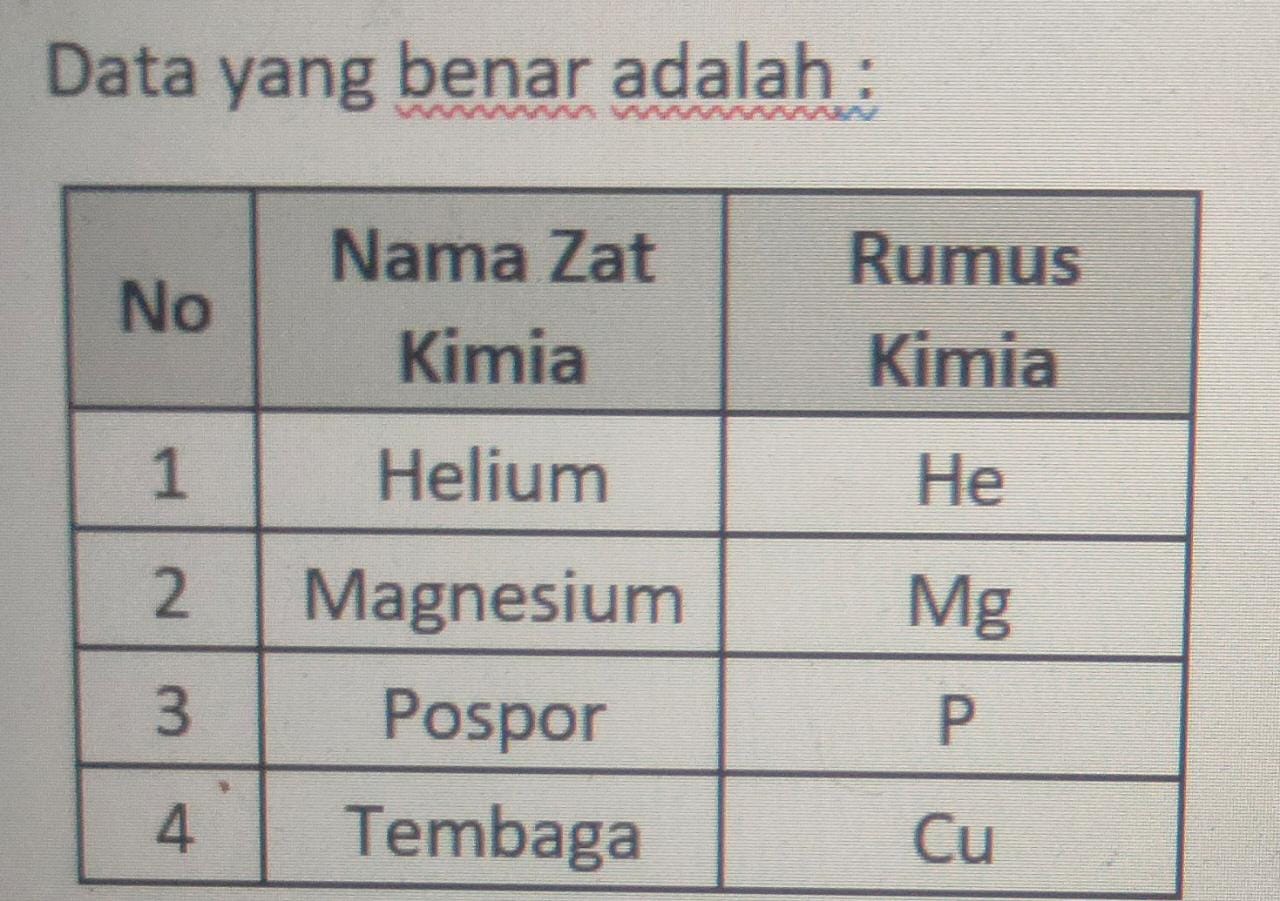 Data yang benar adalah :
No
Nama Zat
Kimia
Rumus
Kimia
1 Helium He
2 Magnesium Mg
3 Pospor P
4 Tembaga Cu